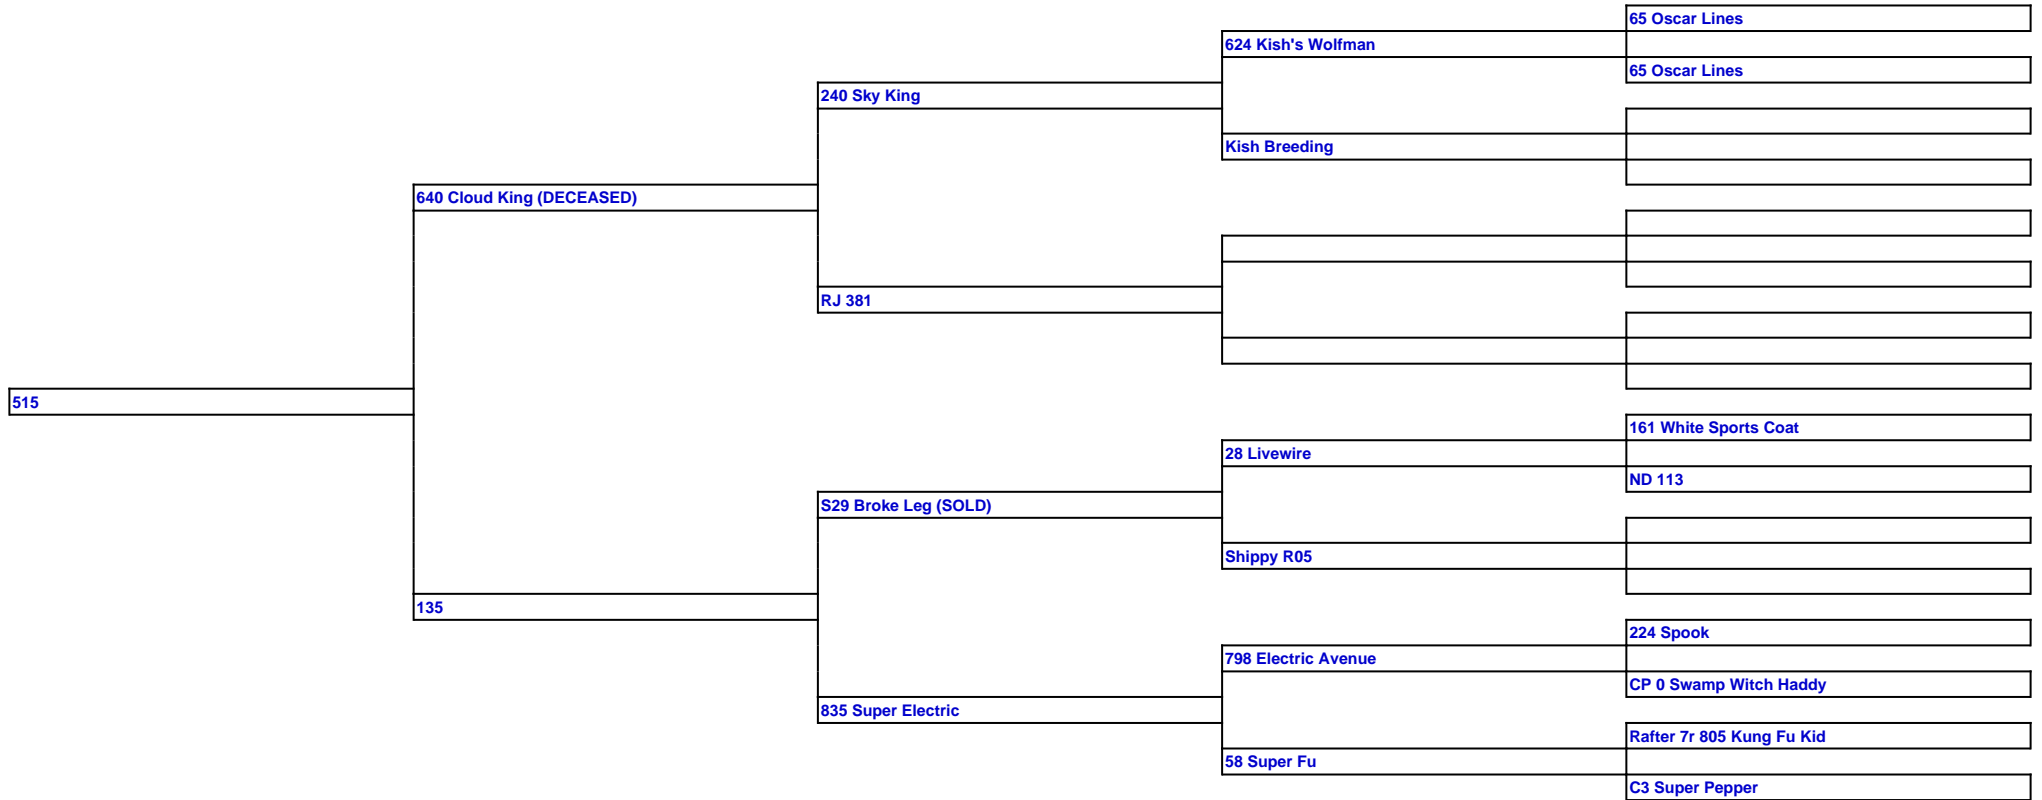 65 Oscar Lines
624 Kish's Wolfman
65 Oscar Lines
240 Sky King
Kish Breeding
640 Cloud King (DECEASED)
RJ 381
515
161 White Sports Coat
28 Livewire
ND 113
S29 Broke Leg (SOLD)
Shippy R05
135
224 Spook
798 Electric Avenue
CP 0 Swamp Witch Haddy
835 Super Electric
Rafter 7r 805 Kung Fu Kid
58 Super Fu
C3 Super Pepper